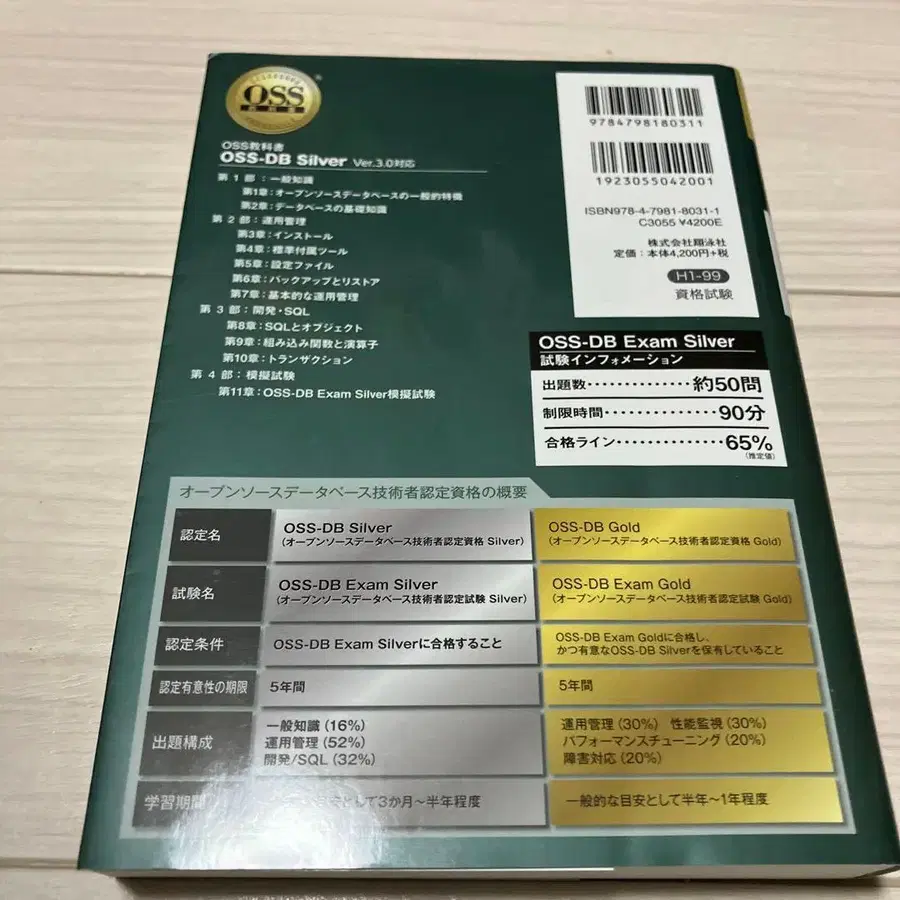 OSS
教科書
OSS教科書
OSS-DB Silver Ver.3.0対応
第1部：一般知識
第1章：オープンソースデータベースの一般的特徴
第2章：データベースの基礎知識
第2部：運用管理
第3章：インストール
第4章：標準付属ツール
第5章：設定ファイル
第6章：バックアップとリストア
第7章：基本的な運用管理
第3部：開発・SQL
第8章：SQLとオブジェクト
第9章：組み込み関数と演算子
第10章：トランザクション
第4部：模擬試験
第11章：OSS-DB Exam Silver模擬試験
9784798180311
1923055042001
ISBN978-4-7981-8031-1
C3055 ¥4200E
株式会社翔泳社
定価：本体4,200円+税
H1-99
資格試験
OSS-DB Exam Silver
試験インフォメーション
出題数・・・・・・・・・・・・・約50問
制限時間・・・・・・・・・・・・・90分
合格ライン・・・・・・・・・・・・65%
(推定値)
オープンソースデータベース技術者認定資格の概要
認定名
OSS-DB Silver
(オープンソースデータベース技術者認定資格 Silver)
OSS-DB Gold
(オープンソースデータベース技術者認定資格 Gold)
試験名
OSS-DB Exam Silver
(オープンソースデータベース技術者認定試験 Silver)
OSS-DB Exam Gold
(オープンソースデータベース技術者認定試験 Gold)
認定条件
OSS-DB Exam Silverに合格すること
OSS-DB Exam Goldに合格し、
かつ有意なOSS-DB Silverを保有していること
認定有意性の期限
5年間
5年間
出題構成
一般知識(16%)
運用管理(52%)
開発/SQL(32%)
運用管理(30%) 性能監視(30%)
パフォーマンスチューニング(20%)
障害対応(20%)
学習期間
安として3か月～半年程度
一般的な目安として半年～1年程度